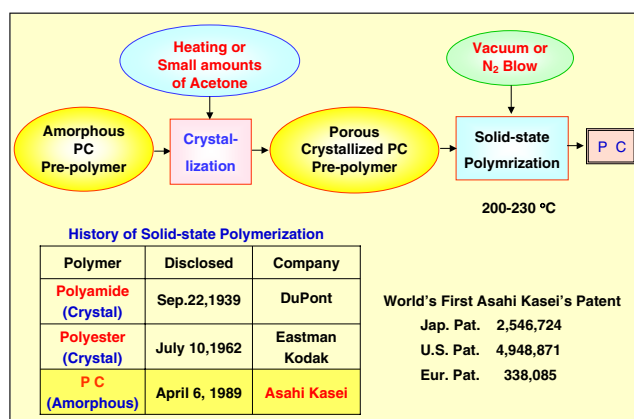 Heating or
Small amounts
of Acetone
Vacuum or
N₂ Blow
Amorphous
PC
Pre-polymer
Crystal-
lization
Porous
Crystallized PC
Pre-polymer
Solid-state
Polymrization
P C
200-230 ºC
History of Solid-state Polymerization
Polymer Disclosed Company
Polyamide
(Crystal)
Sep.22,1939
DuPont
Polyester
(Crystal)
July 10,1962
Eastman
Kodak
P C
(Amorphous)
April 6, 1989
Asahi Kasei
World's First Asahi Kasei's Patent
Jap. Pat. 2,546,724
U.S. Pat. 4,948,871
Eur. Pat. 338,085